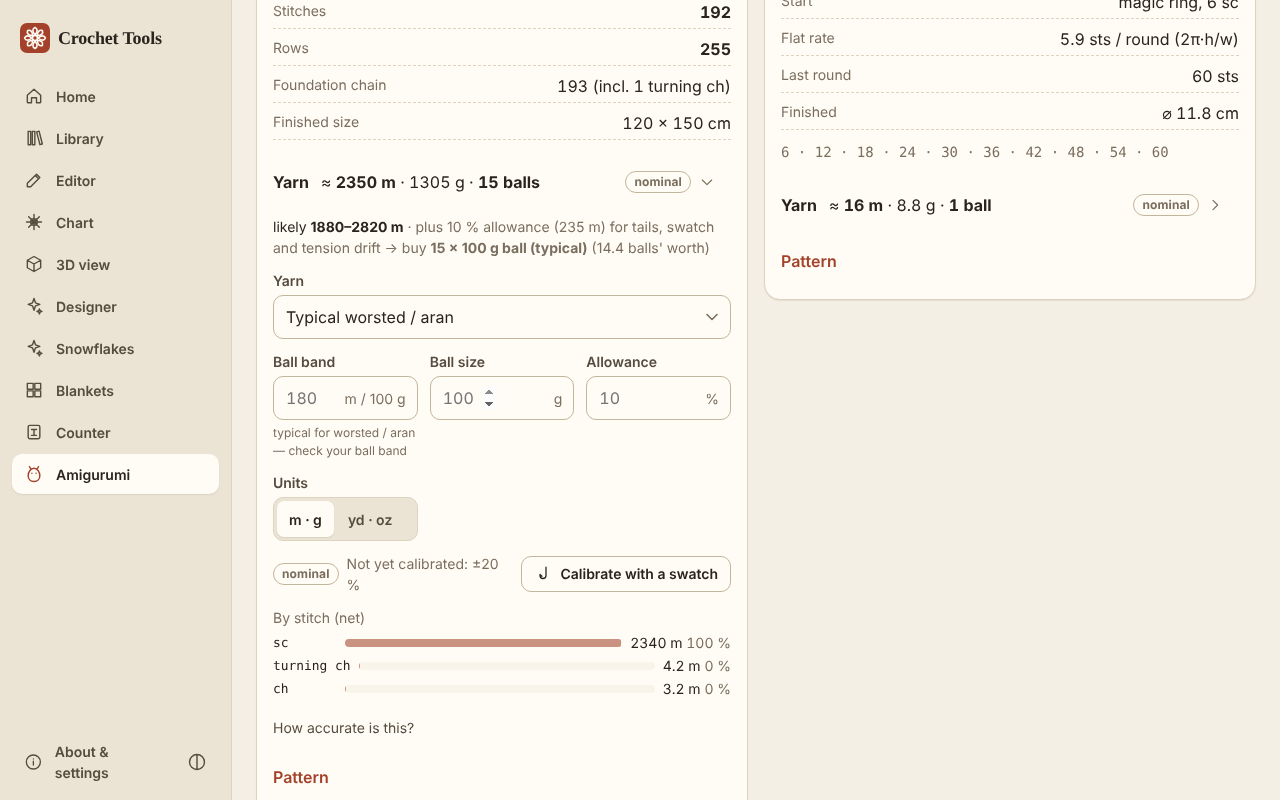 Crochet Tools
Home
Library
Editor
Chart
3D view
Designer
Snowflakes
Blankets
Counter
Amigurumi
About &
settings
Stitches 192
Rows 255
Foundation chain 193 (incl. 1 turning ch)
Finished size 120 × 150 cm
Yarn ≈ 2350 m · 1305 g · 15 balls nominal
likely 1880–2820 m · plus 10 % allowance (235 m) for tails, swatch
and tension drift → buy 15 × 100 g ball (typical) (14.4 balls' worth)
Yarn
Typical worsted / aran
Ball band Ball size Allowance
180 m / 100 g 100 g 10 %
typical for worsted / aran
— check your ball band
Units
m · g yd · oz
nominal Not yet calibrated: ±20
% Calibrate with a swatch
By stitch (net)
sc 2340 m 100 %
turning ch 4.2 m 0 %
ch 3.2 m 0 %
How accurate is this?
Pattern
Start magic ring, 6 sc
Flat rate 5.9 sts / round (2π·h/w)
Last round 60 sts
Finished ⌀ 11.8 cm
6 · 12 · 18 · 24 · 30 · 36 · 42 · 48 · 54 · 60
Yarn ≈ 16 m · 8.8 g · 1 ball nominal
Pattern